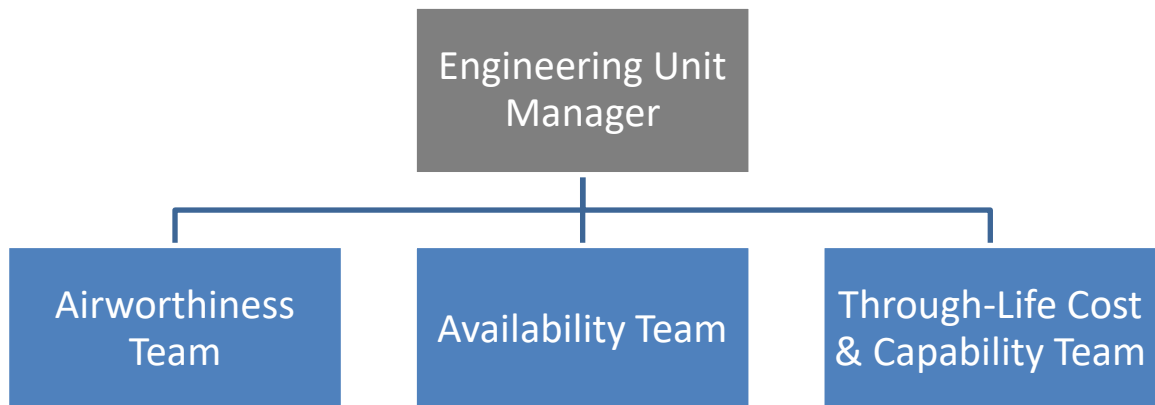 Engineering Unit
Manager
Airworthiness
Team
Availability Team
Through-Life Cost
& Capability Team